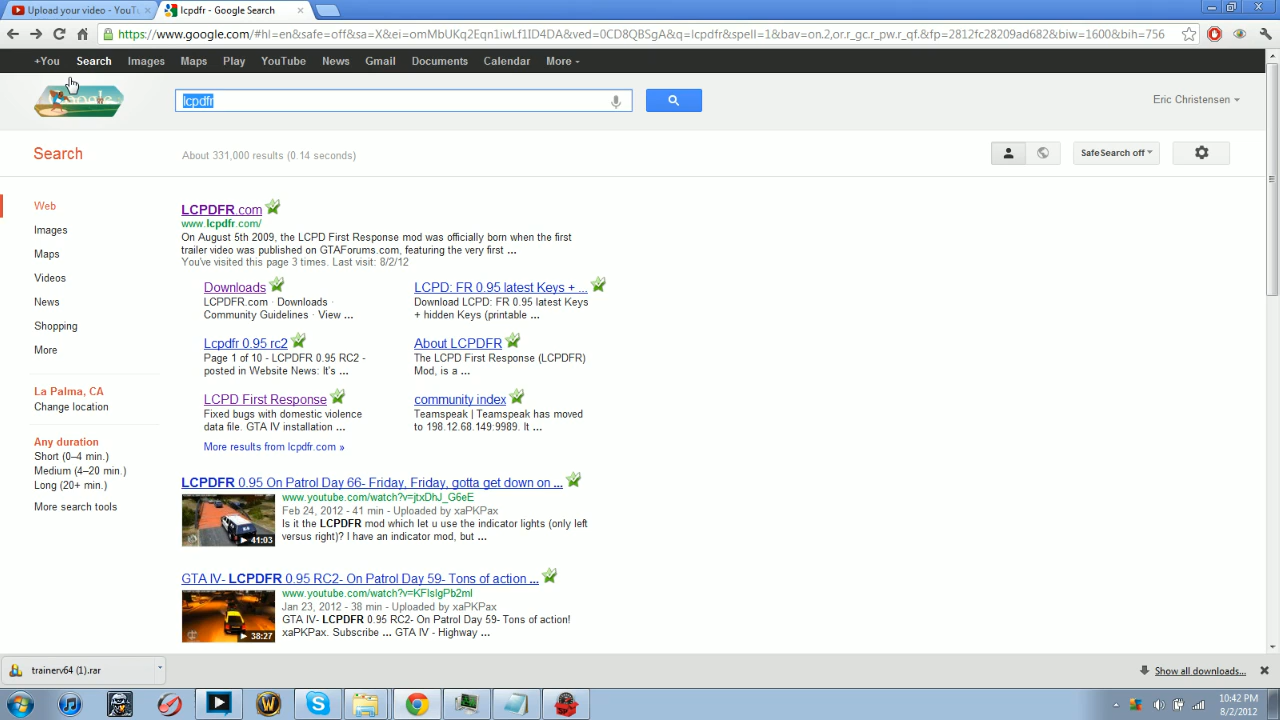 Upload your video - YouTu
lcpdfr - Google Search
https://www.google.com/#hl=en&safe=off&sa=X&ei=omMbUKq2Eqn1iwLf1ID4DA&ved=0CD8QBSgA&q=lcpdfr&spell=1&bav=on.2,or.r_gc.r_pw.r_qf.&fp=2812fc28209ad682&biw=1600&bih=756
+You Search Images Maps Play YouTube News Gmail Documents Calendar More
lcpdfr
Eric Christensen
Search
About 331,000 results (0.14 seconds)
SafeSearch off
Web
Images
Maps
Videos
News
Shopping
More
La Palma, CA
Change location
Any duration
Short (0–4 min.)
Medium (4–20 min.)
Long (20+ min.)
More search tools
LCPDFR.com
www.lcpdfr.com/
On August 5th 2009, the LCPD First Response mod was officially born when the first
trailer video was published on GTAForums.com, featuring the very first ...
You've visited this page 3 times. Last visit: 8/2/12
Downloads
LCPDFR.com · Downloads ·
Community Guidelines · View ...
LCPD: FR 0.95 latest Keys + ...
Download LCPD: FR 0.95 latest Keys
+ hidden Keys (printable ...
Lcpdfr 0.95 rc2
Page 1 of 10 - LCPDFR 0.95 RC2 -
posted in Website News: It's ...
About LCPDFR
The LCPD First Response (LCPDFR)
Mod, is a ...
LCPD First Response
Fixed bugs with domestic violence
data file. GTA IV installation ...
community index
Teamspeak | Teamspeak has moved
to 198.12.68.149:9989. It ...
More results from lcpdfr.com »
LCPDFR 0.95 On Patrol Day 66- Friday, Friday, gotta get down on ...
www.youtube.com/watch?v=jtxDhJ_G6eE
Feb 24, 2012 - 41 min - Uploaded by xaPKPax
Is it the LCPDFR mod which let u use the indicator lights (only left
versus right)? I have an indicator mod, but ...
41:03
GTA IV- LCPDFR 0.95 RC2- On Patrol Day 59- Tons of action ...
www.youtube.com/watch?v=KFIsIgPb2mI
Jan 23, 2012 - 38 min - Uploaded by xaPKPax
GTA IV- LCPDFR 0.95 RC2- On Patrol Day 59- Tons of action!
xaPKPax. Subscribe ... GTA IV - Highway ...
38:27
trainerv64 (1).rar
Show all downloads...
10:42 PM
8/2/2012